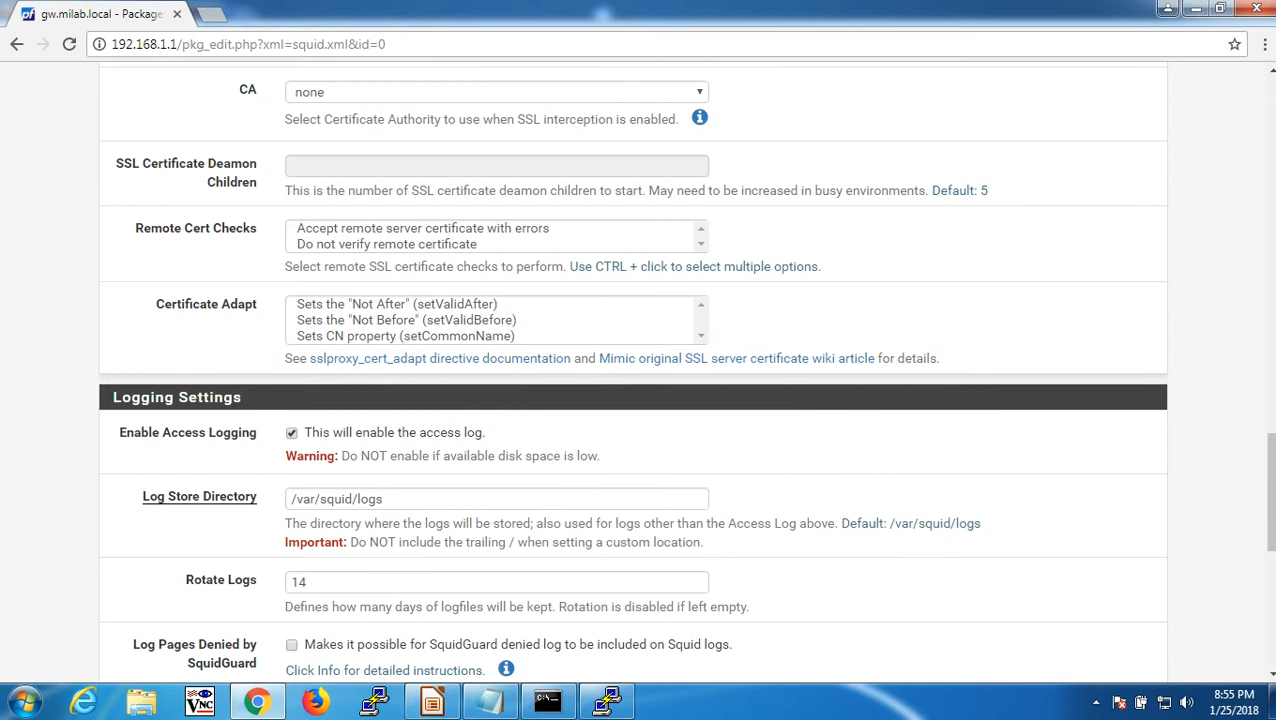 gw.milab.local - Package
192.168.1.1/pkg_edit.php?xml=squid.xml&id=0
CA
none
Select Certificate Authority to use when SSL interception is enabled.
SSL Certificate Deamon
Children
This is the number of SSL certificate deamon children to start. May need to be increased in busy environments. Default: 5
Remote Cert Checks
Accept remote server certificate with errors
Do not verify remote certificate
Select remote SSL certificate checks to perform. Use CTRL + click to select multiple options.
Certificate Adapt
Sets the "Not After" (setValidAfter)
Sets the "Not Before" (setValidBefore)
Sets CN property (setCommonName)
See sslproxy_cert_adapt directive documentation and Mimic original SSL server certificate wiki article for details.
Logging Settings
Enable Access Logging
This will enable the access log.
Warning: Do NOT enable if available disk space is low.
Log Store Directory
/var/squid/logs
The directory where the logs will be stored; also used for logs other than the Access Log above. Default: /var/squid/logs
Important: Do NOT include the trailing / when setting a custom location.
Rotate Logs
14
Defines how many days of logfiles will be kept. Rotation is disabled if left empty.
Log Pages Denied by
SquidGuard
Makes it possible for SquidGuard denied log to be included on Squid logs.
Click Info for detailed instructions.
VNC
8:55 PM
1/25/2018